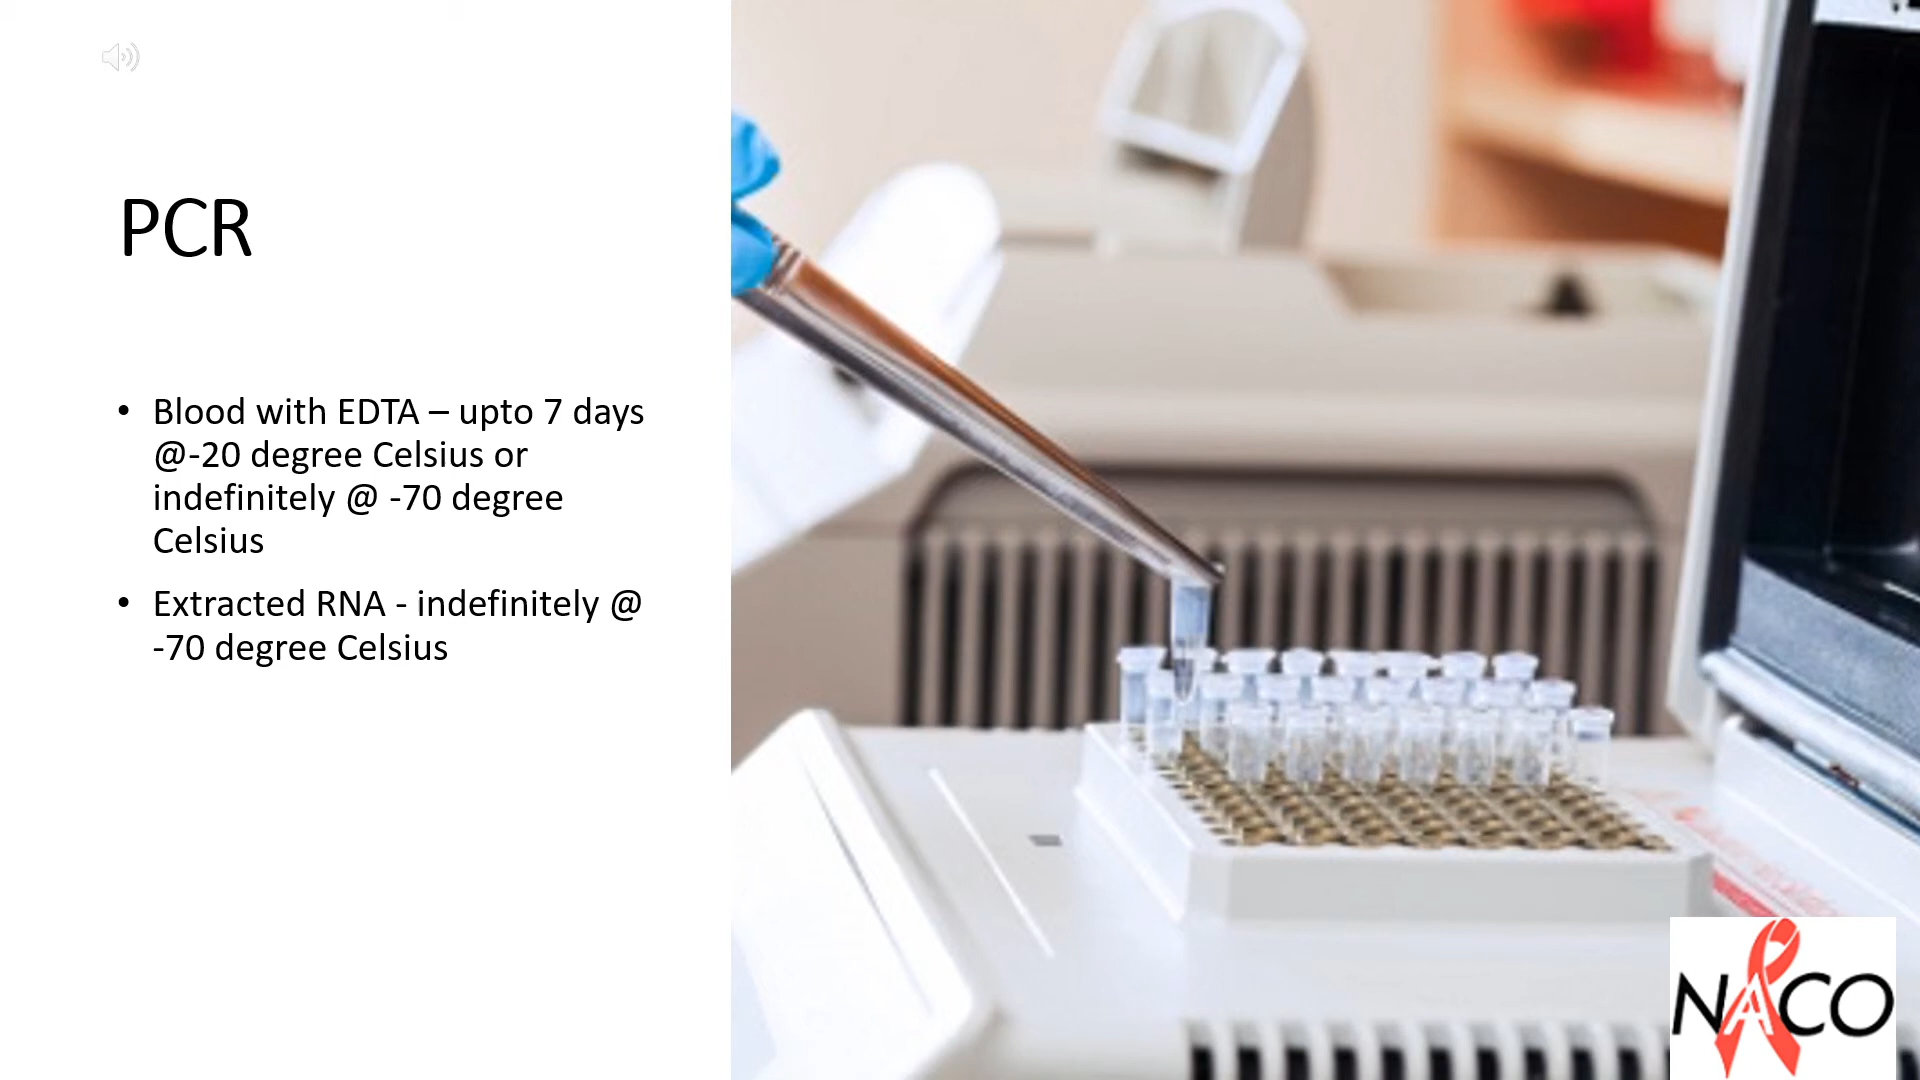 PCR
• Blood with EDTA – upto 7 days
@-20 degree Celsius or
indefinitely @ -70 degree
Celsius
• Extracted RNA - indefinitely @
-70 degree Celsius
NACO